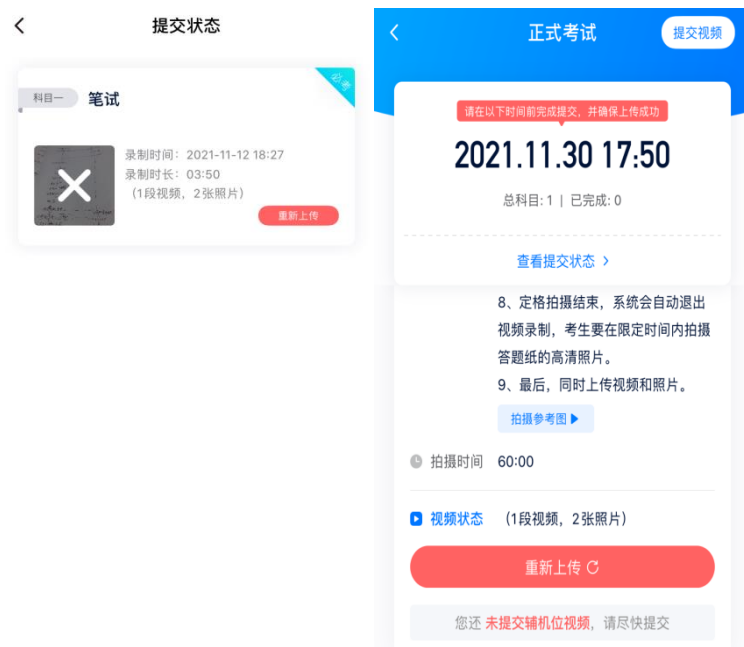 提交状态
必考
科目一 笔试
录制时间：2021-11-12 18:27
录制时长：03:50
（1段视频，2张照片）
重新上传
正式考试
提交视频
请在以下时间前完成提交，并确保上传成功
2021.11.30 17:50
总科目: 1 | 已完成: 0
查看提交状态
8、定格拍摄结束，系统会自动退出
视频录制，考生要在限定时间内拍摄
答题纸的高清照片。
9、最后，同时上传视频和照片。
拍摄参考图
拍摄时间 60:00
视频状态 （1段视频，2张照片）
重新上传
您还 未提交辅机位视频，请尽快提交